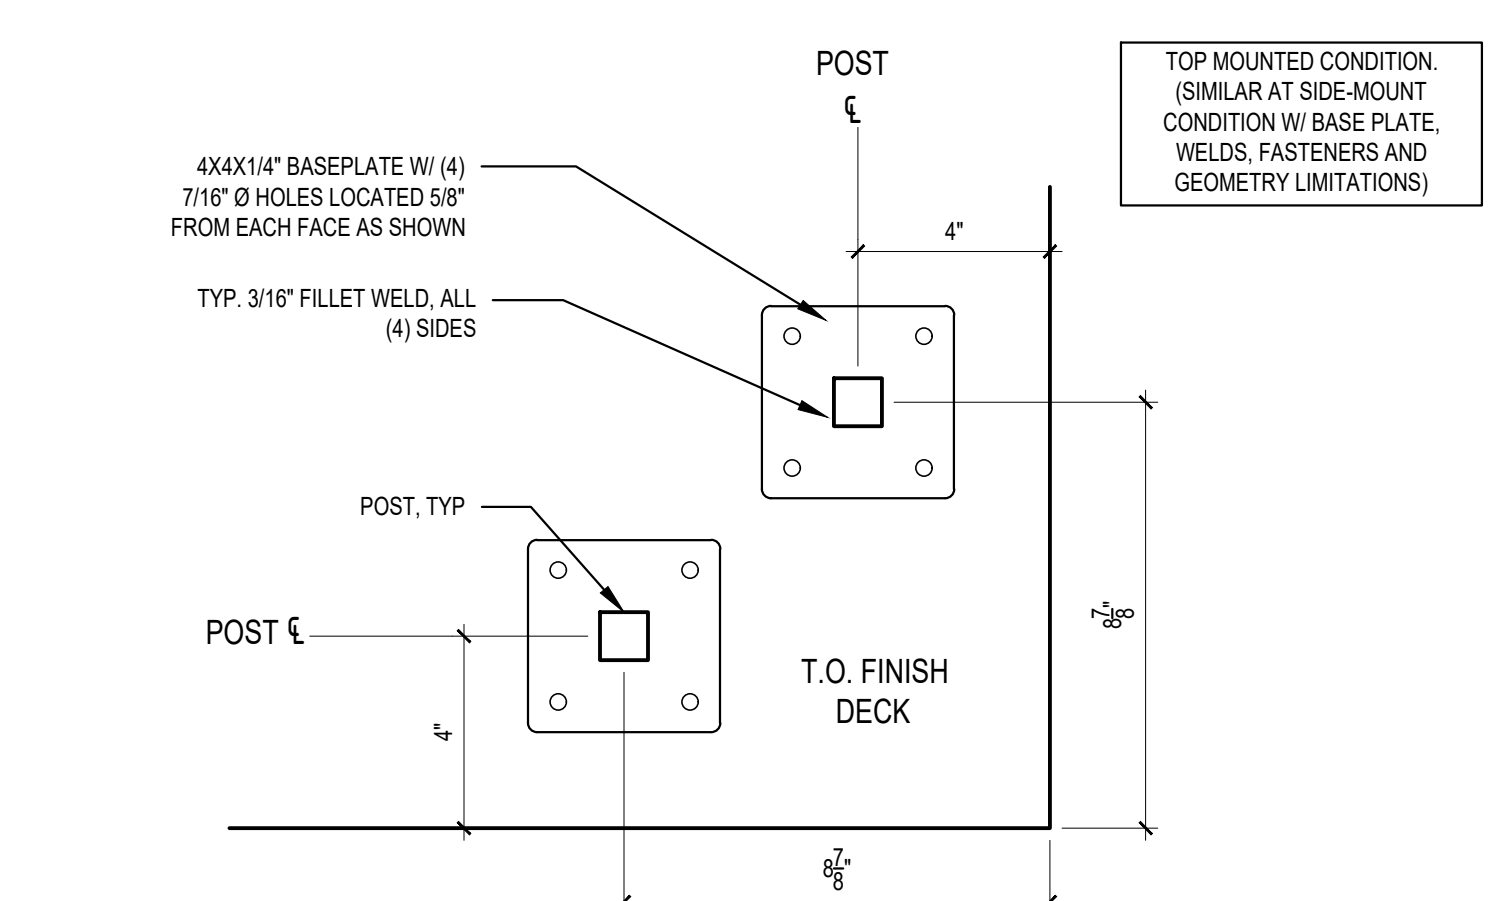 POST
℄
TOP MOUNTED CONDITION.
(SIMILAR AT SIDE-MOUNT
CONDITION W/ BASE PLATE,
WELDS, FASTENERS AND
GEOMETRY LIMITATIONS)
4X4X1/4" BASEPLATE W/ (4)
7/16" Ø HOLES LOCATED 5/8"
FROM EACH FACE AS SHOWN
4"
TYP. 3/16" FILLET WELD, ALL
(4) SIDES
POST, TYP
8 7/8"
POST ℄
T.O. FINISH
DECK
4"
8 7/8"